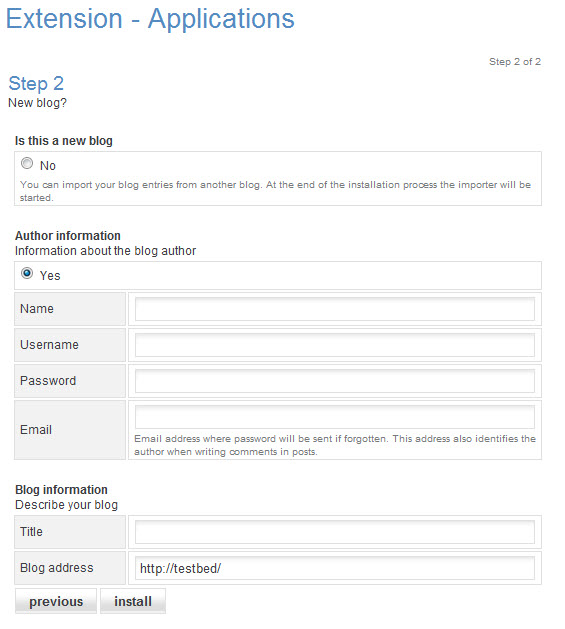 Extension - Applications
Step 2 of 2
Step 2
New blog?
Is this a new blog
No
You can import your blog entries from another blog. At the end of the installation process the importer will be
started.
Author information
Information about the blog author
Yes
Name
Username
Password
Email
Email address where password will be sent if forgotten. This address also identifies the
author when writing comments in posts.
Blog information
Describe your blog
Title
Blog address http://testbed/
previous install